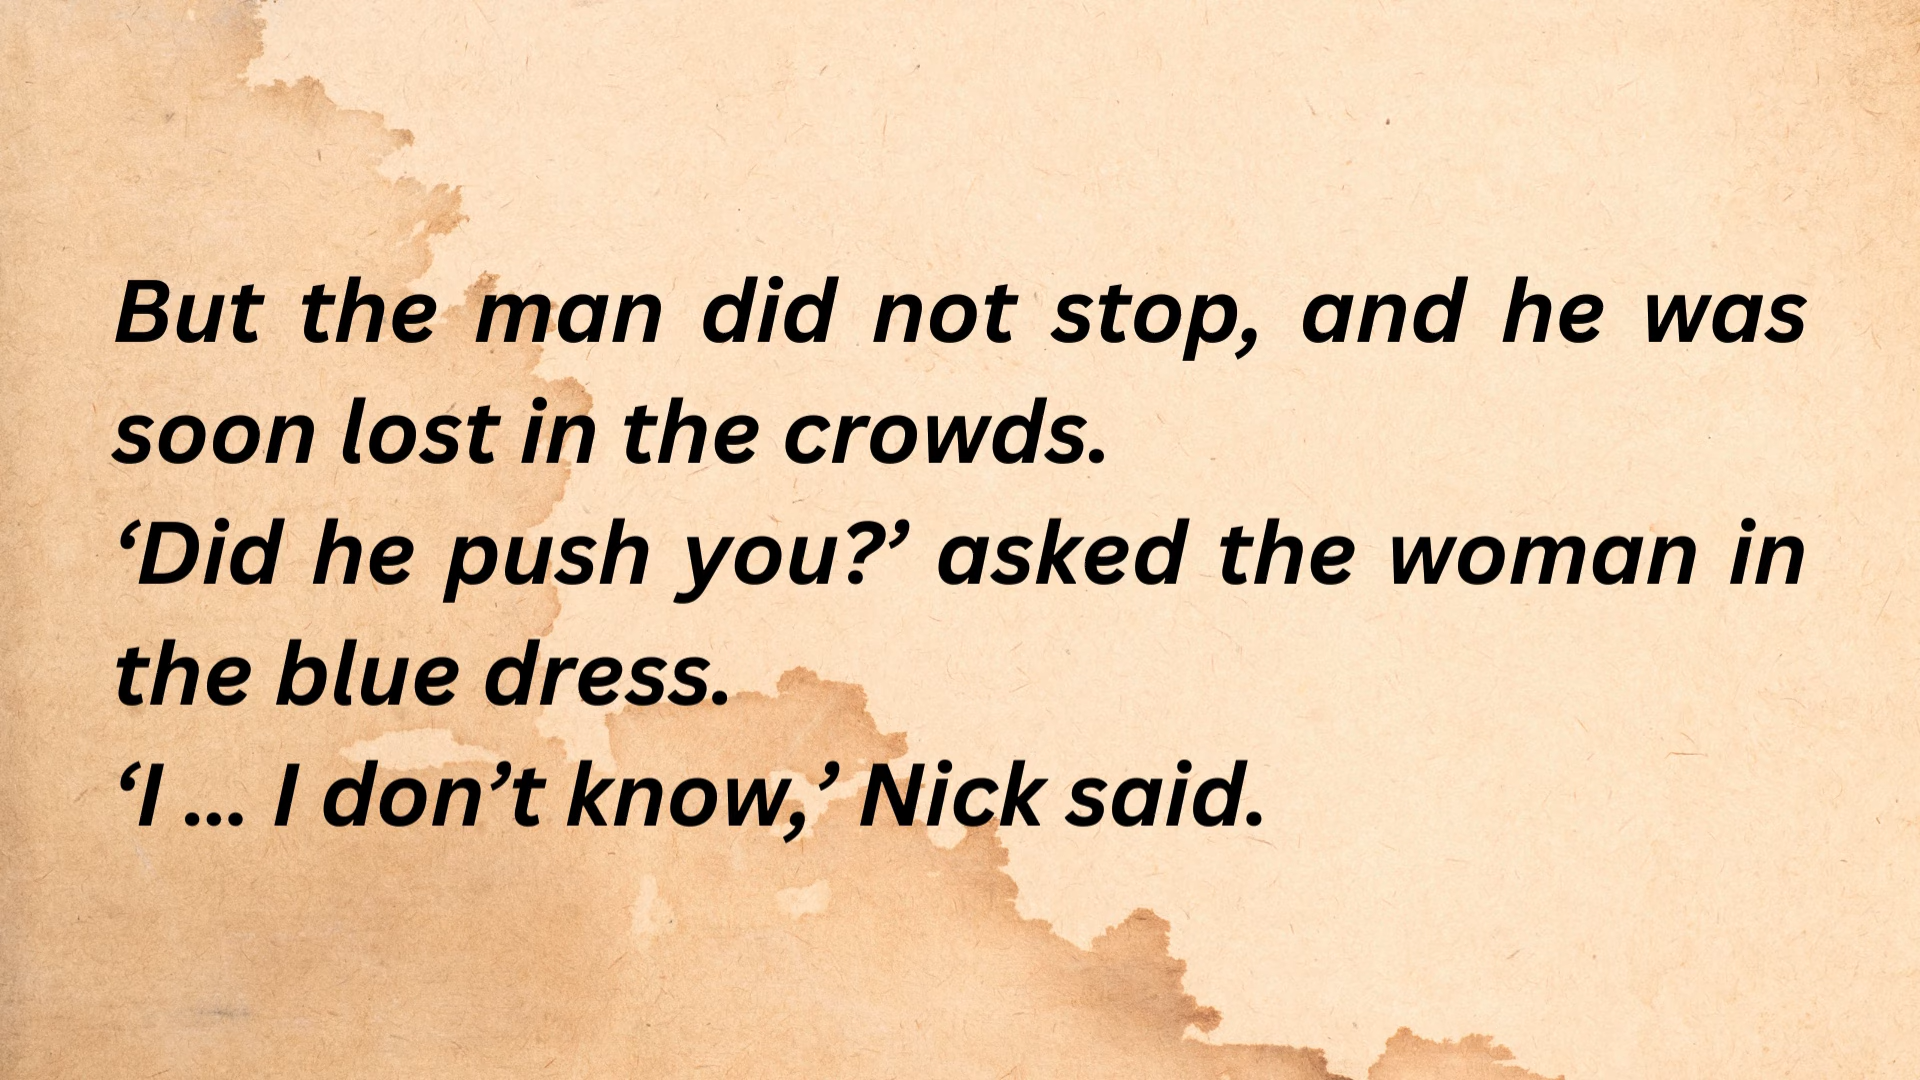 But the man did not stop, and he was
soon lost in the crowds.
‘Did he push you?’ asked the woman in
the blue dress.
‘I ... I don’t know,’ Nick said.